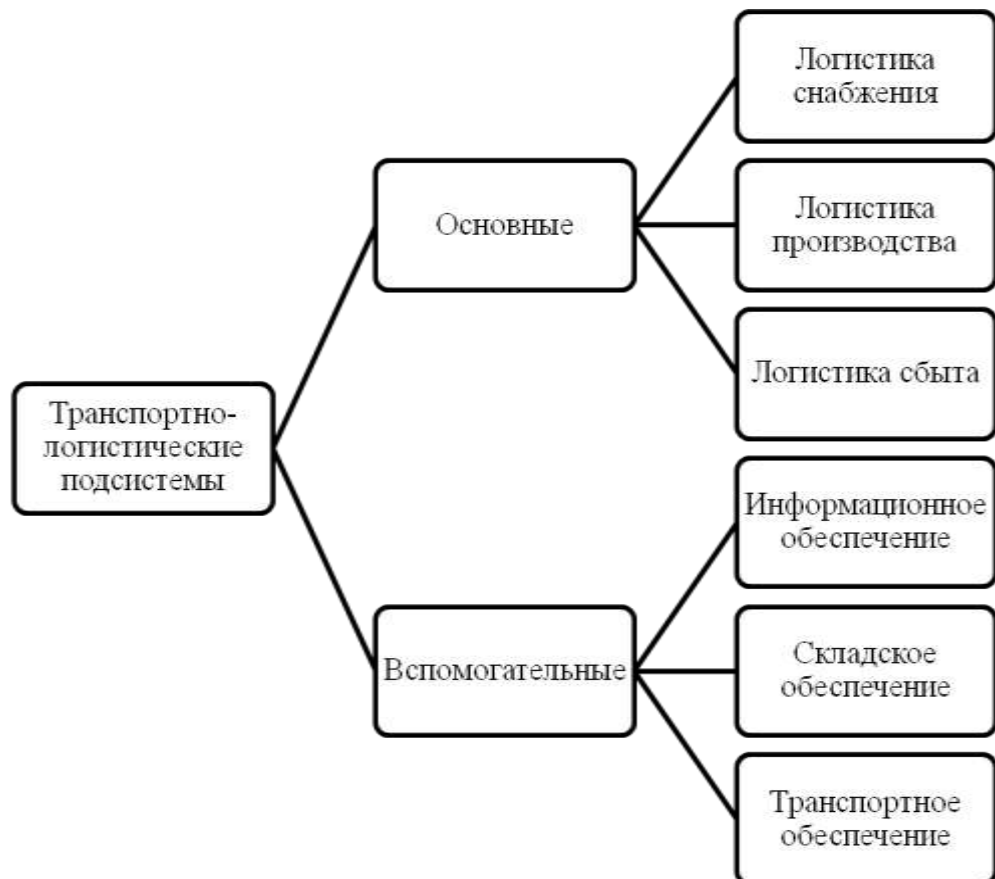 Транспортно-
логистические
подсистемы
Основные
Логистика
снабжения
Логистика
производства
Логистика сбыта
Вспомогательные
Информационное
обеспечение
Складское
обеспечение
Транспортное
обеспечение